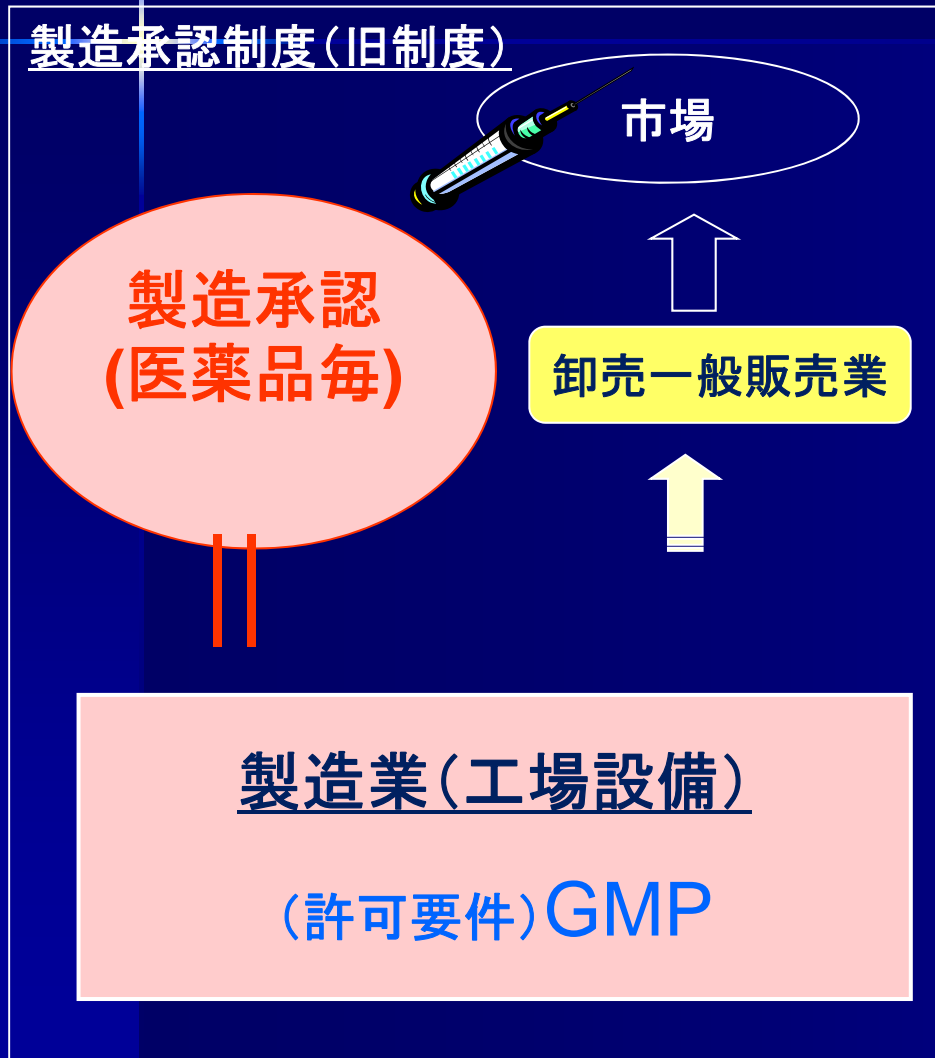 製造承認制度（旧制度）
市場
製造承認
(医薬品毎)
卸売一般販売業
製造業（工場設備）
（許可要件）GMP